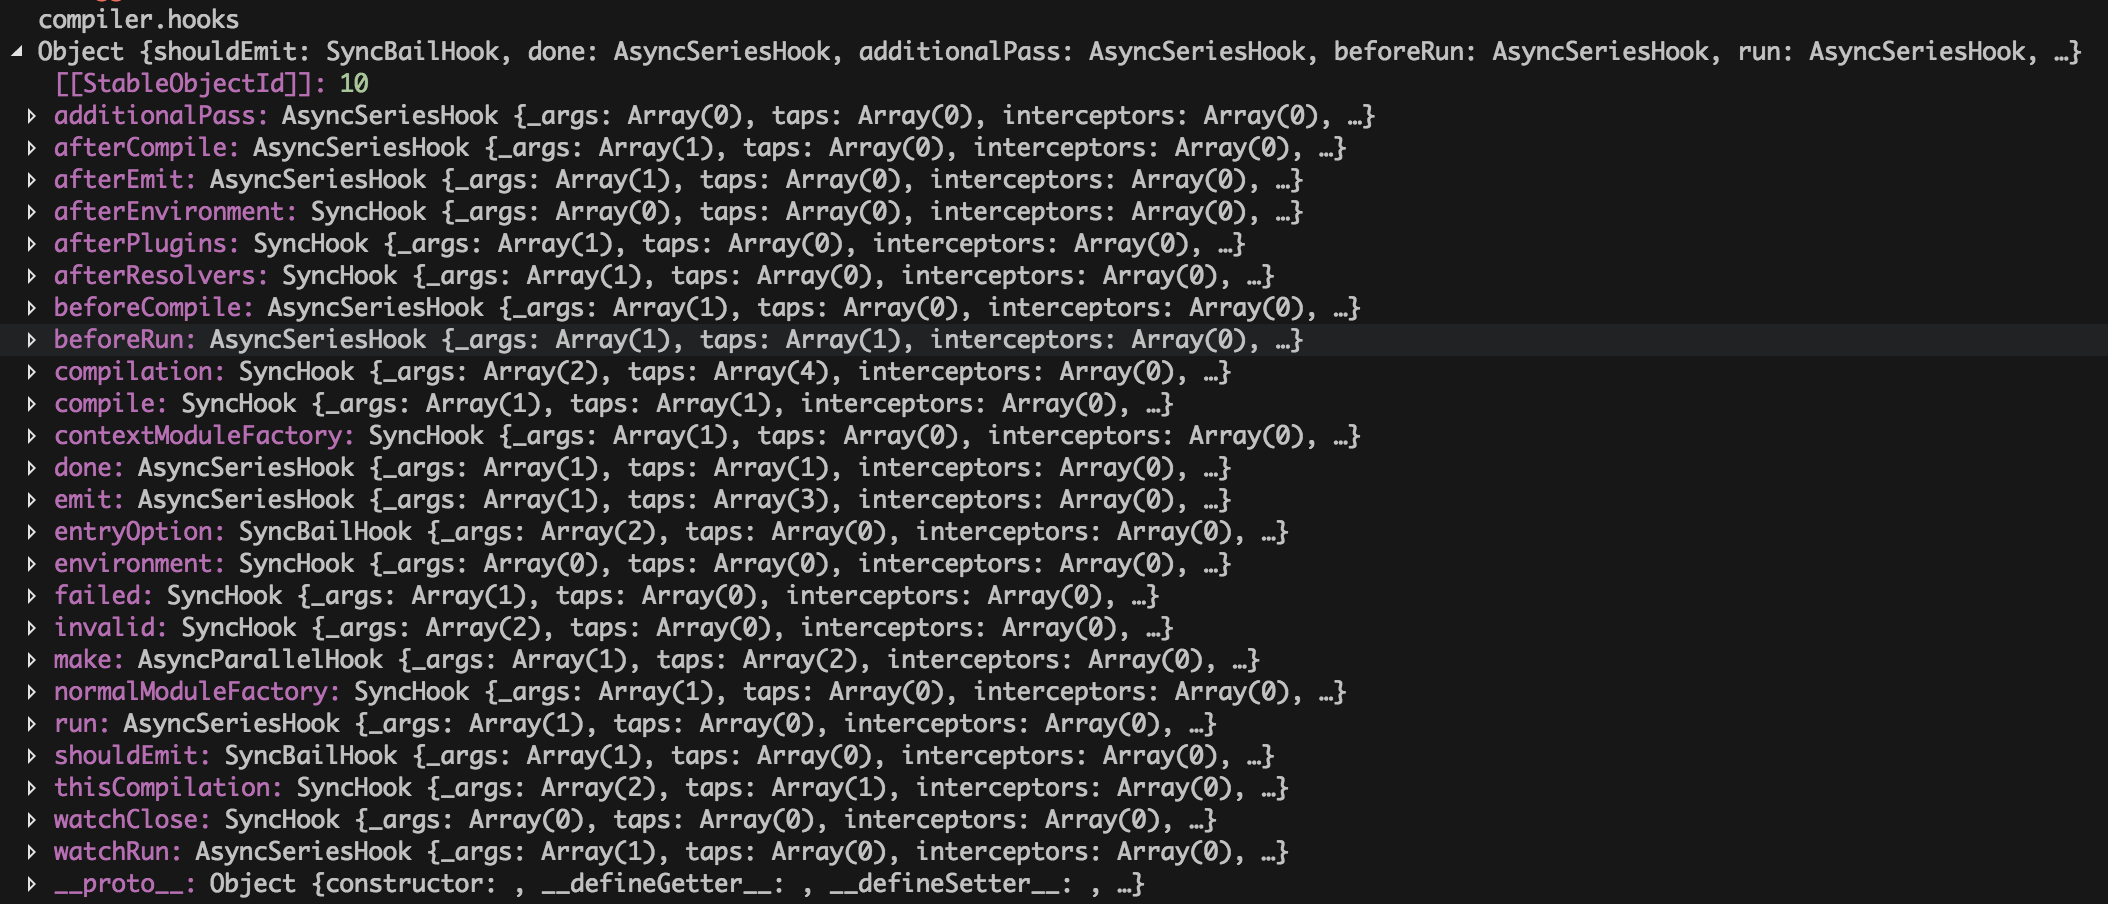 compiler.hooks
Object {shouldEmit: SyncBailHook, done: AsyncSeriesHook, additionalPass: AsyncSeriesHook, beforeRun: AsyncSeriesHook, run: AsyncSeriesHook, …}
[[StableObjectId]]: 10
additionalPass: AsyncSeriesHook {_args: Array(0), taps: Array(0), interceptors: Array(0), …}
afterCompile: AsyncSeriesHook {_args: Array(1), taps: Array(0), interceptors: Array(0), …}
afterEmit: AsyncSeriesHook {_args: Array(1), taps: Array(0), interceptors: Array(0), …}
afterEnvironment: SyncHook {_args: Array(0), taps: Array(0), interceptors: Array(0), …}
afterPlugins: SyncHook {_args: Array(1), taps: Array(0), interceptors: Array(0), …}
afterResolvers: SyncHook {_args: Array(1), taps: Array(0), interceptors: Array(0), …}
beforeCompile: AsyncSeriesHook {_args: Array(1), taps: Array(0), interceptors: Array(0), …}
beforeRun: AsyncSeriesHook {_args: Array(1), taps: Array(1), interceptors: Array(0), …}
compilation: SyncHook {_args: Array(2), taps: Array(4), interceptors: Array(0), …}
compile: SyncHook {_args: Array(1), taps: Array(1), interceptors: Array(0), …}
contextModuleFactory: SyncHook {_args: Array(1), taps: Array(0), interceptors: Array(0), …}
done: AsyncSeriesHook {_args: Array(1), taps: Array(1), interceptors: Array(0), …}
emit: AsyncSeriesHook {_args: Array(1), taps: Array(3), interceptors: Array(0), …}
entryOption: SyncBailHook {_args: Array(2), taps: Array(0), interceptors: Array(0), …}
environment: SyncHook {_args: Array(0), taps: Array(0), interceptors: Array(0), …}
failed: SyncHook {_args: Array(1), taps: Array(0), interceptors: Array(0), …}
invalid: SyncHook {_args: Array(2), taps: Array(0), interceptors: Array(0), …}
make: AsyncParallelHook {_args: Array(1), taps: Array(2), interceptors: Array(0), …}
normalModuleFactory: SyncHook {_args: Array(1), taps: Array(0), interceptors: Array(0), …}
run: AsyncSeriesHook {_args: Array(1), taps: Array(0), interceptors: Array(0), …}
shouldEmit: SyncBailHook {_args: Array(1), taps: Array(0), interceptors: Array(0), …}
thisCompilation: SyncHook {_args: Array(2), taps: Array(1), interceptors: Array(0), …}
watchClose: SyncHook {_args: Array(0), taps: Array(0), interceptors: Array(0), …}
watchRun: AsyncSeriesHook {_args: Array(1), taps: Array(0), interceptors: Array(0), …}
__proto__: Object {constructor: , __defineGetter__: , __defineSetter__: , …}